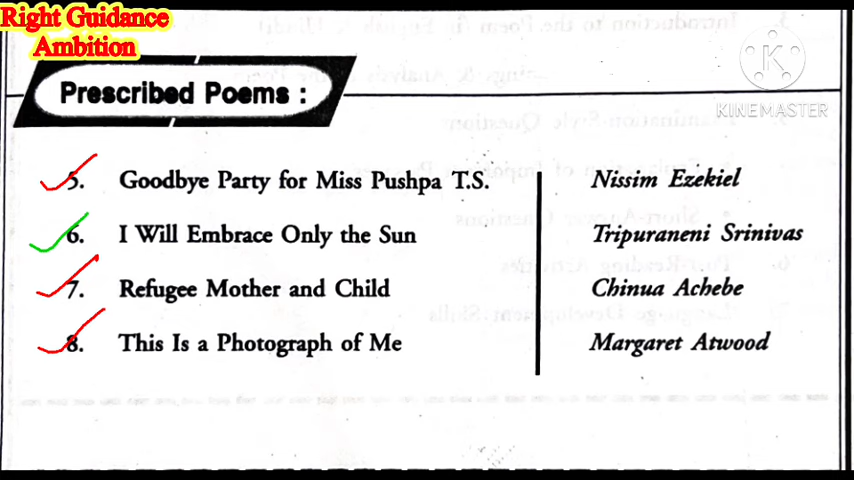 Right Guidance
Ambition
Prescribed Poems :
K
KINEMASTER
5. Goodbye Party for Miss Pushpa T.S. Nissim Ezekiel
6. I Will Embrace Only the Sun Tripuraneni Srinivas
7. Refugee Mother and Child Chinua Achebe
8. This Is a Photograph of Me Margaret Atwood